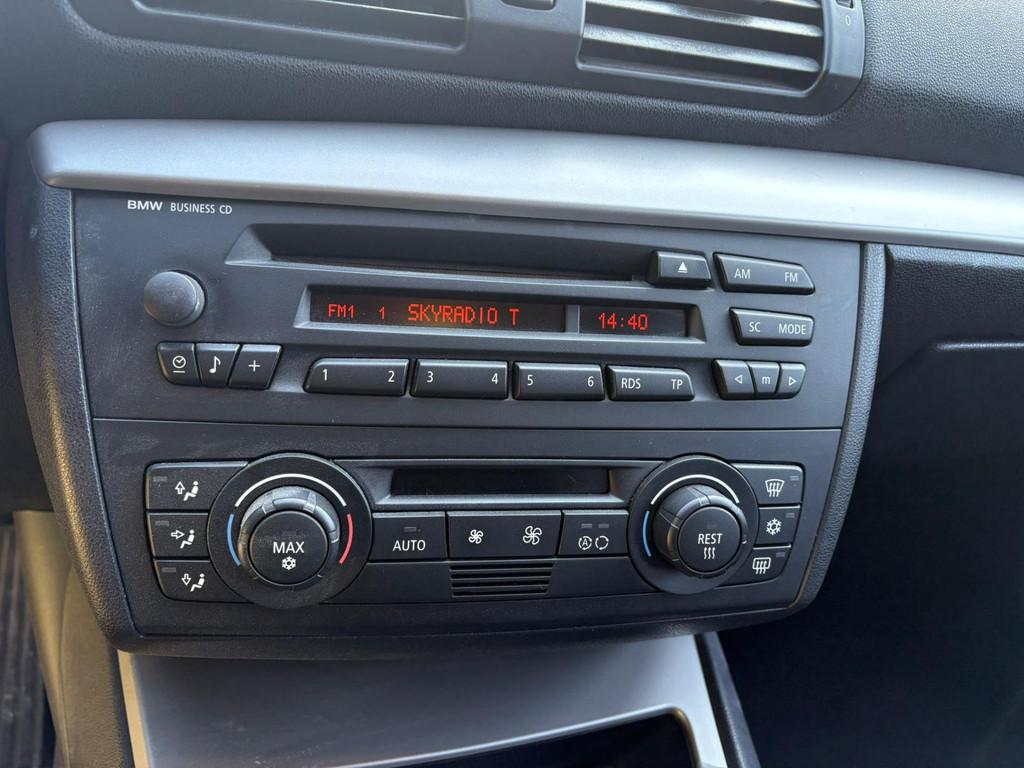 0
BMW BUSINESS CD
AM FM
FM1 1 SKYRADIO T 14:40
SC MODE
1 2 3 4 5 6 RDS TP m
AUTO
MAX
A
REST